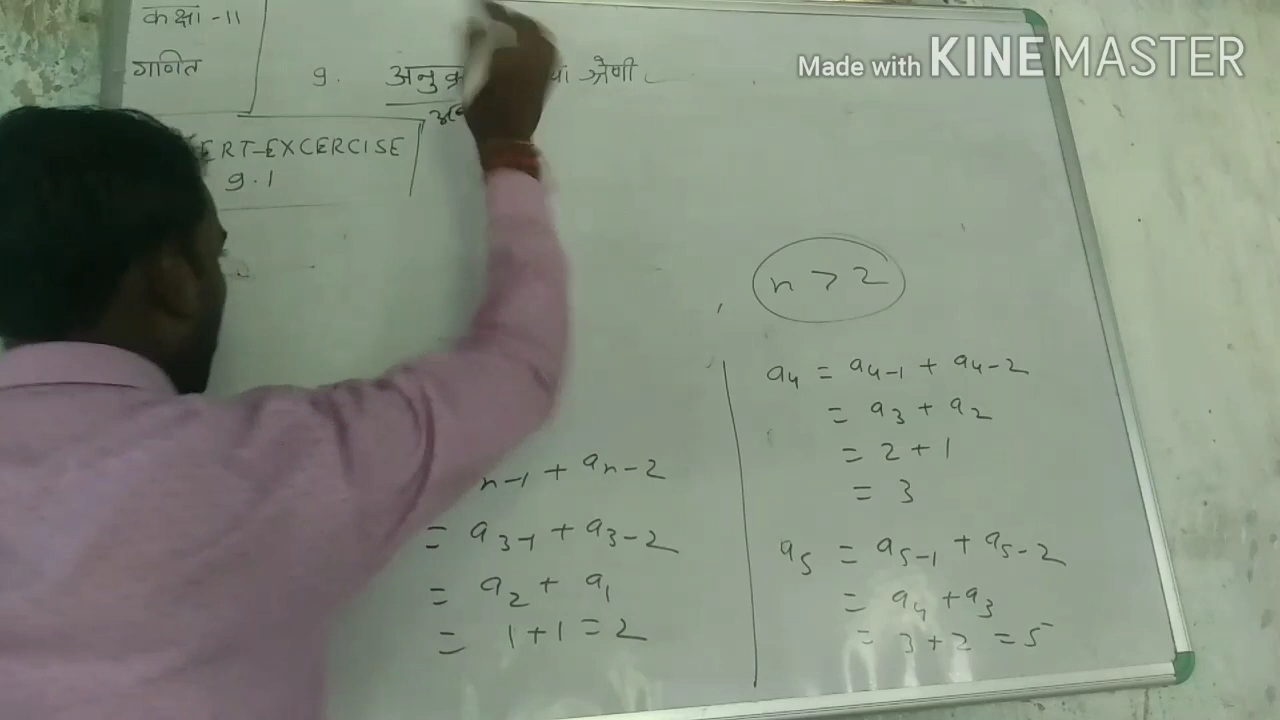 कक्षा -11
गणित
9. अनुक्र श्रेणी
ERT-EXCERCISE
9.1
n > 2
n-1 + an-2
= a3-1 + a3-2
= a2 + a1
= 1+1 = 2
a4 = a4-1 + a4-2
= a3 + a2
= 2 + 1
= 3
a5 = a5-1 + a5-2
= a4 + a3
= 3+2 = 5
Made with KINEMASTER